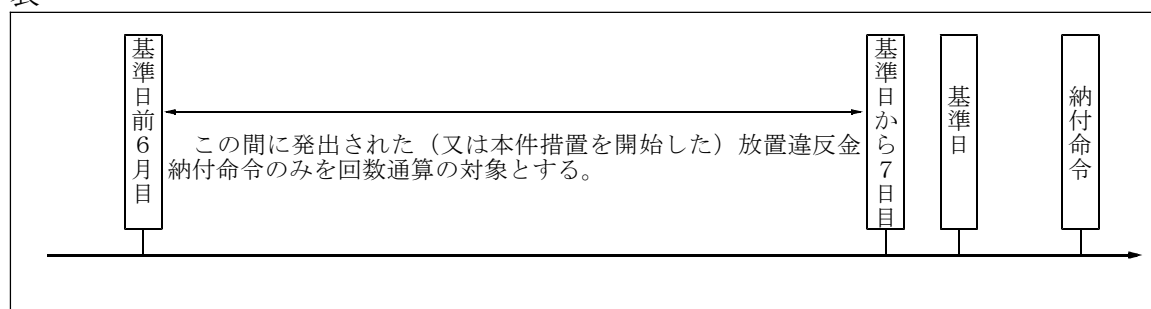 表
基準日前6月目
この間に発出された（又は本件措置を開始した）放置違反金
納付命令のみを回数通算の対象とする。
基準日から7日目
基準日
納付命令